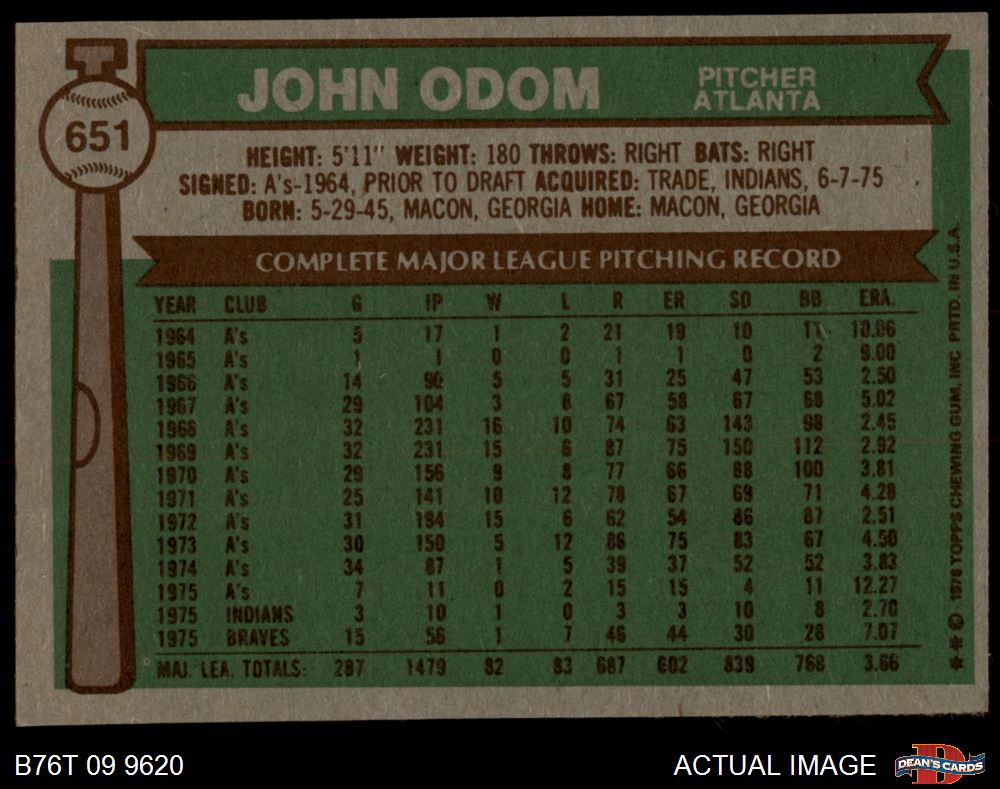 JOHN ODOM
PITCHER
ATLANTA
651
HEIGHT: 5'11" WEIGHT: 180 THROWS: RIGHT BATS: RIGHT
SIGNED: A's-1964, PRIOR TO DRAFT ACQUIRED: TRADE, INDIANS, 6-7-75
BORN: 5-29-45, MACON, GEORGIA HOME: MACON, GEORGIA
COMPLETE MAJOR LEAGUE PITCHING RECORD
YEAR CLUB G IP W L R ER SO BB ERA.
1964 A's 5 17 1 2 21 19 10 11 10.06
1965 A's 1 1 0 0 1 1 0 2 9.00
1966 A's 14 90 5 5 31 25 47 53 2.50
1967 A's 29 104 3 8 67 58 67 68 5.02
1968 A's 32 231 16 10 74 63 143 98 2.45
1969 A's 32 231 15 6 87 75 150 112 2.92
1970 A's 29 156 9 8 77 66 88 100 3.81
1971 A's 25 141 10 12 78 67 69 71 4.28
1972 A's 31 194 15 6 62 54 86 87 2.51
1973 A's 30 150 5 12 86 75 83 67 4.50
1974 A's 34 87 1 5 39 37 52 52 3.83
1975 A's 7 11 0 2 15 15 4 11 12.27
1975 INDIANS 3 10 1 0 3 3 10 8 2.70
1975 BRAVES 15 56 1 7 46 44 30 28 7.07
MAJ. LEA. TOTALS: 287 1479 82 83 687 602 839 768 3.66
** © 1976 TOPPS CHEWING GUM, INC. PRTD. IN U.S.A.
B76T 09 9620
ACTUAL IMAGE
DEAN'S CARDS